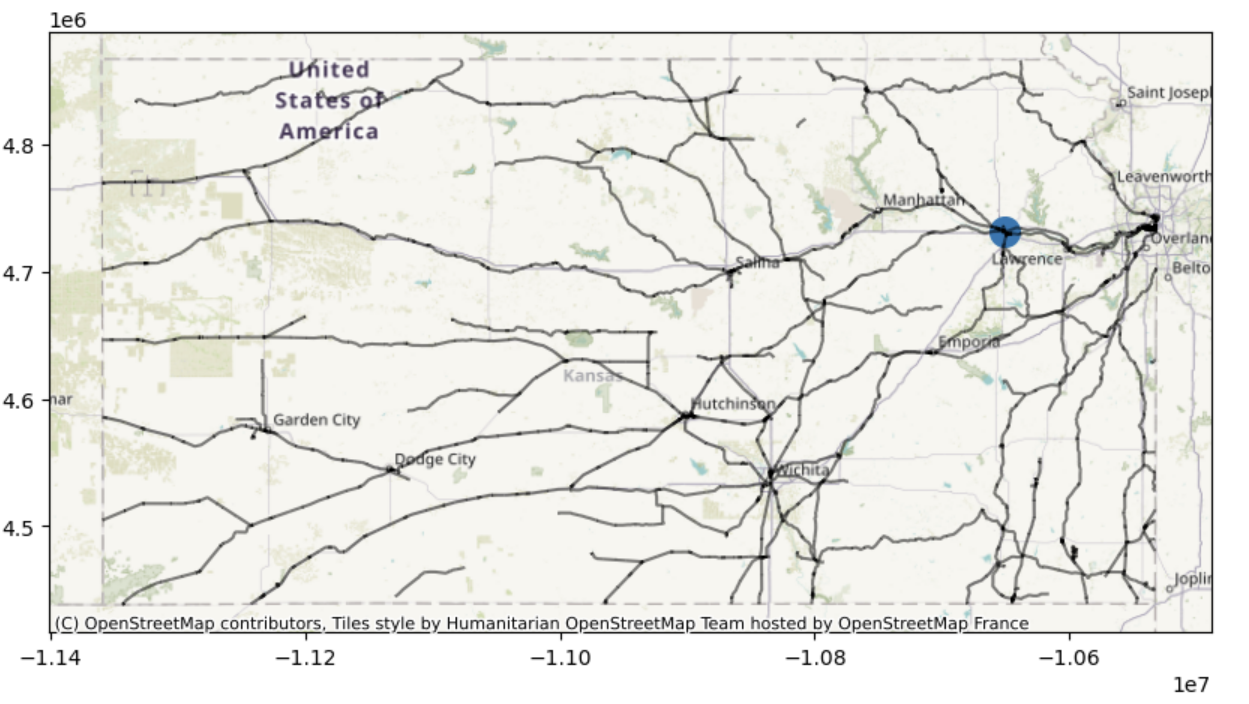 1e6
United
States of
America
Saint Joseph
4.8
Leavenworth
Manhattan
Overlan
4.7
Salina
Lawrence
Belto
Emporia
Kansas
4.6
nar
Hutchinson
Garden City
Dodge City
Wichita
4.5
Joplin
(C) OpenStreetMap contributors, Tiles style by Humanitarian OpenStreetMap Team hosted by OpenStreetMap France
−1.14
−1.12
−1.10
−1.08
−1.06
1e7